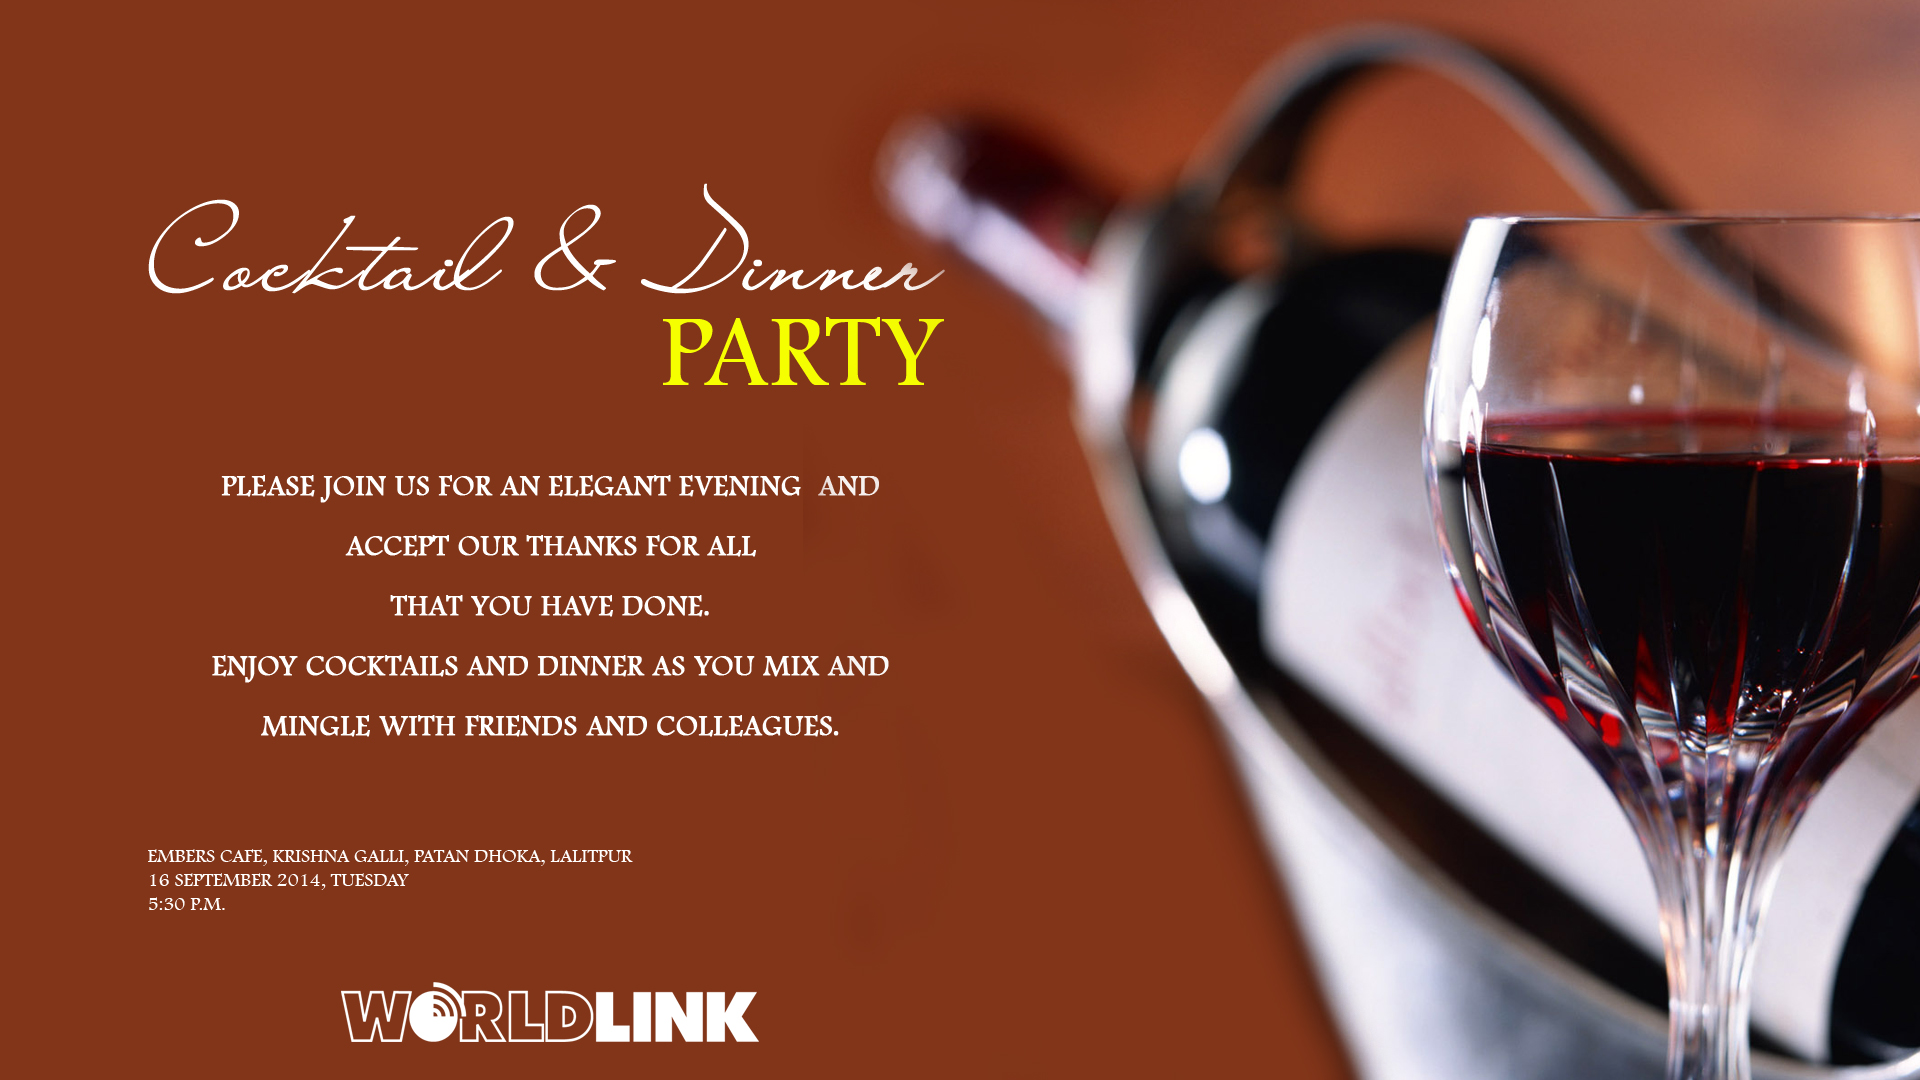 Cocktail & Dinner
PARTY
PLEASE JOIN US FOR AN ELEGANT EVENING AND
ACCEPT OUR THANKS FOR ALL
THAT YOU HAVE DONE.
ENJOY COCKTAILS AND DINNER AS YOU MIX AND
MINGLE WITH FRIENDS AND COLLEAGUES.
EMBERS CAFE, KRISHNA GALLI, PATAN DHOKA, LALITPUR
16 SEPTEMBER 2014, TUESDAY
5:30 P.M.
WORLDLINK